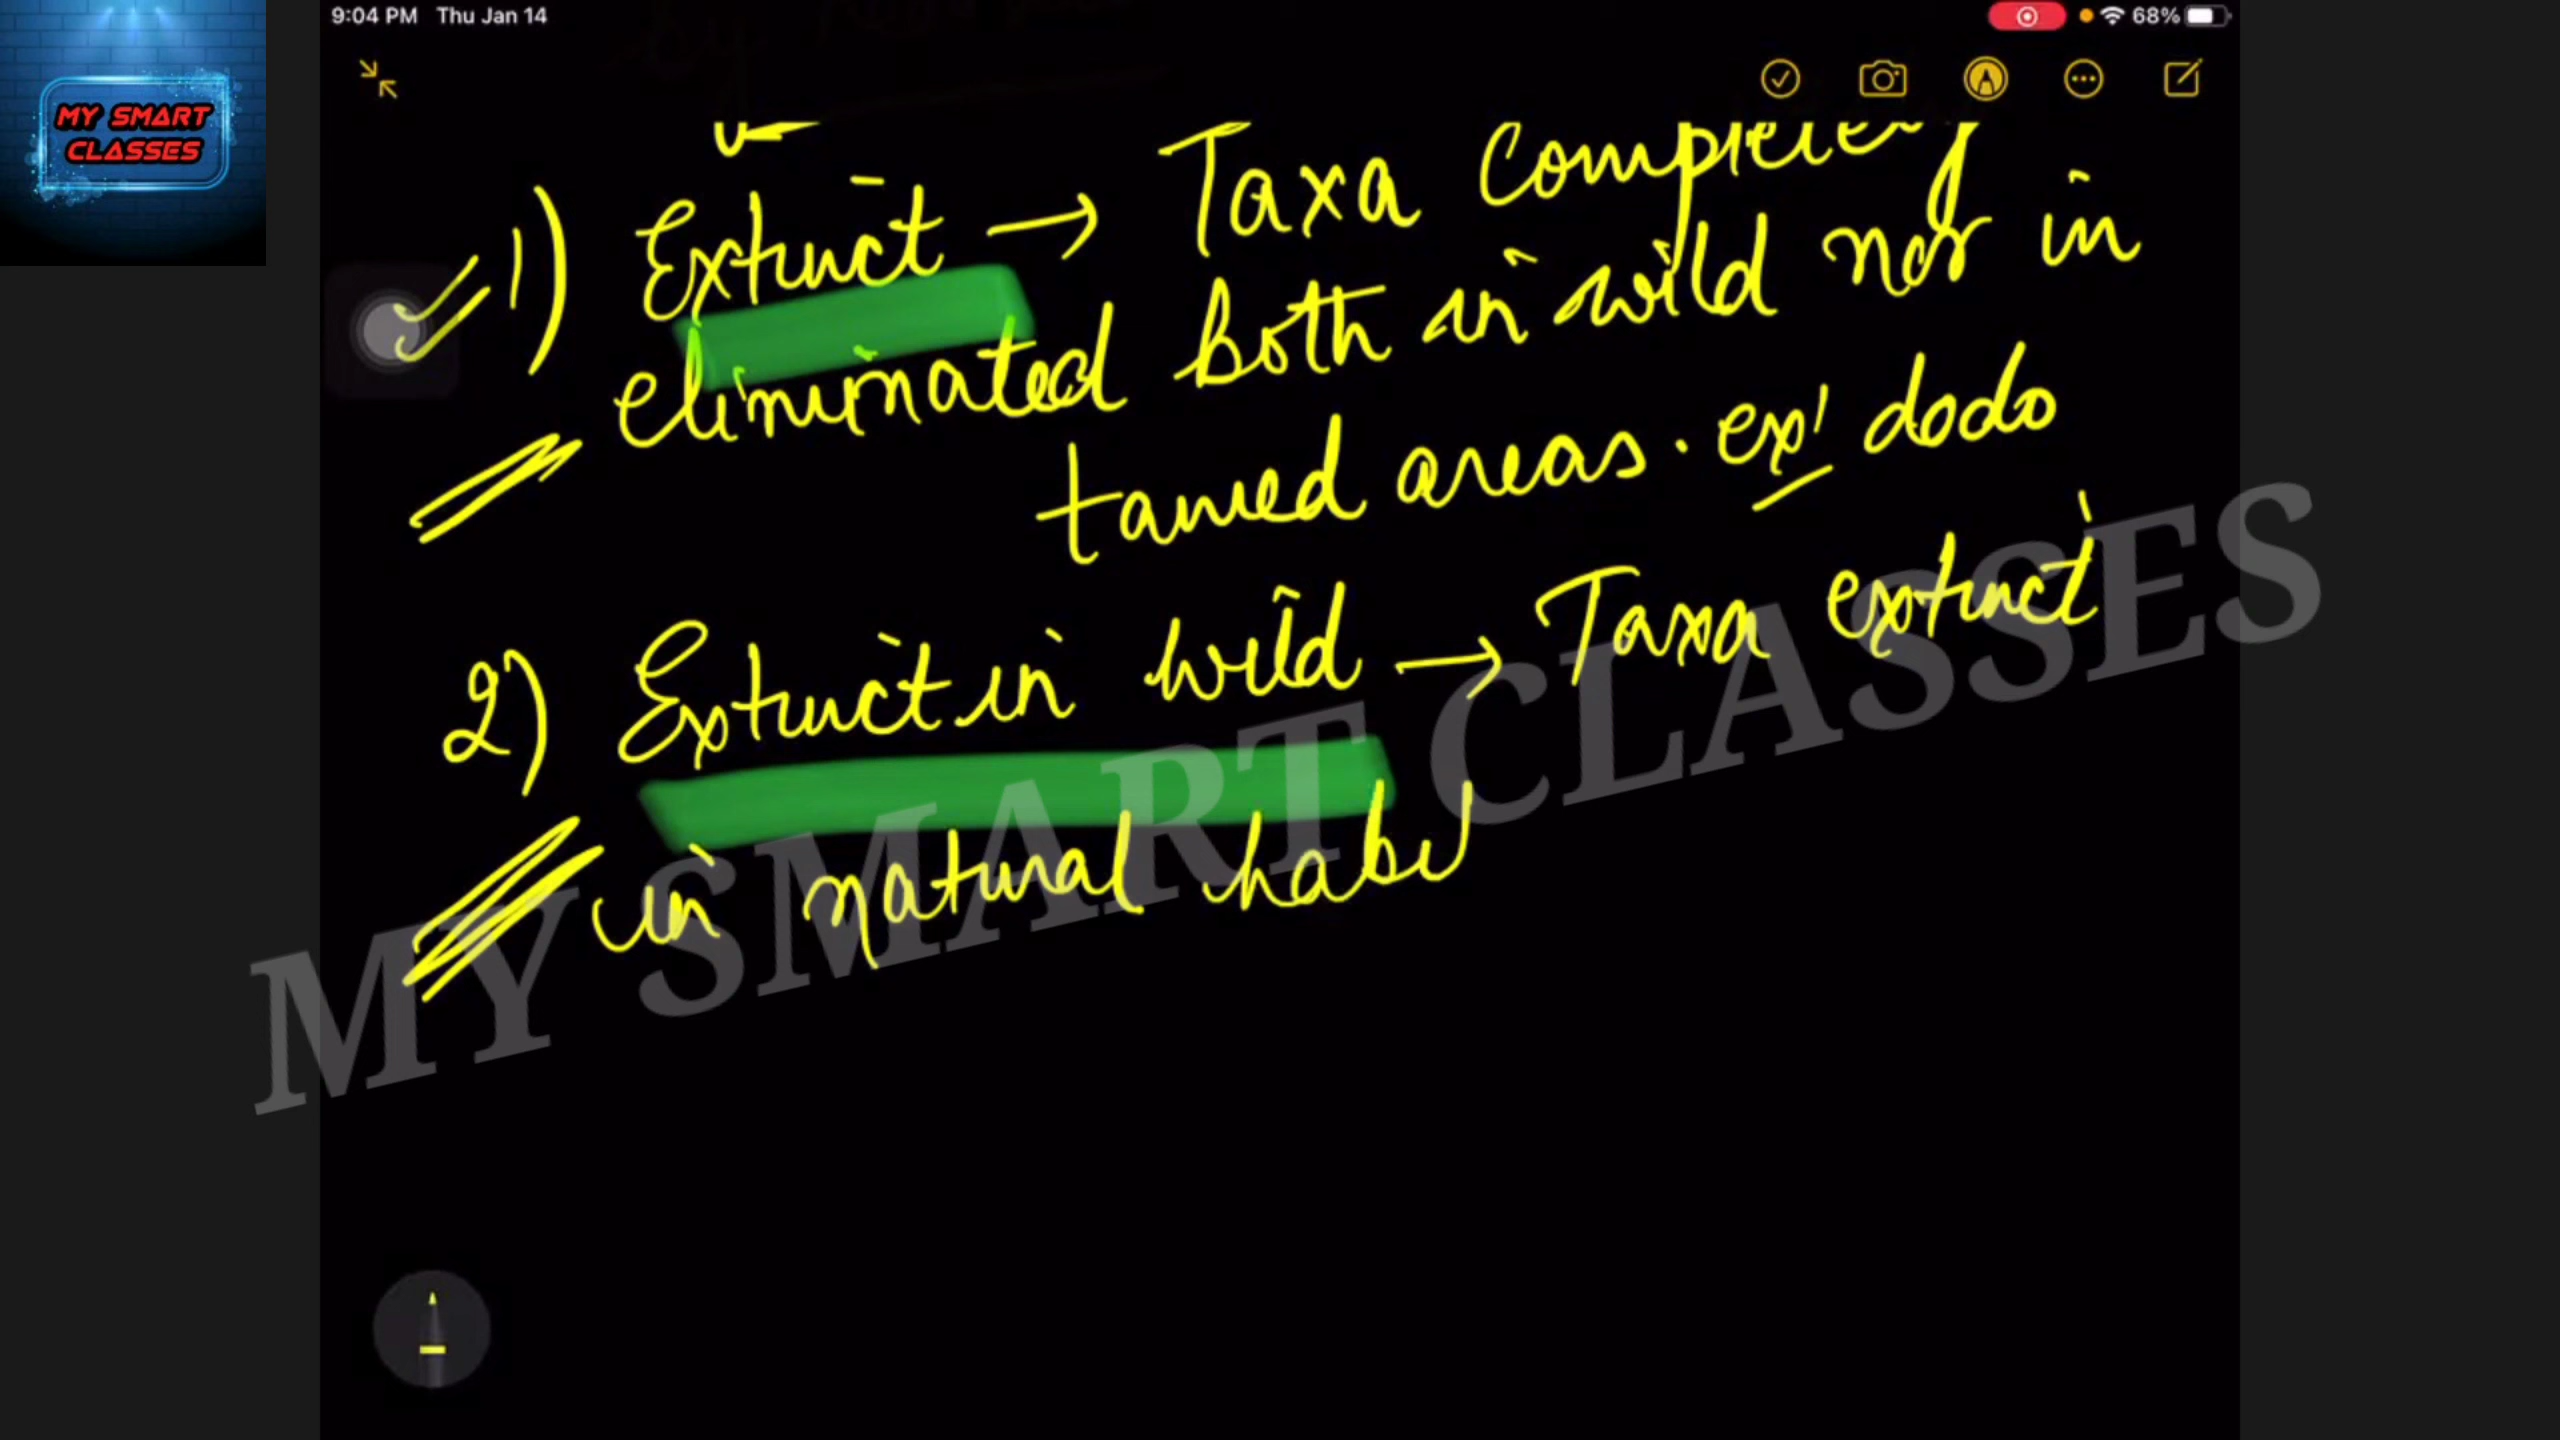 9:04 PM Thu Jan 14
68%
MY SMART
CLASSES
1) Extinct → Taxa completely
eliminated both in wild nor in
tamed areas. ex' dodo
2) Extinct in wild → Taxa extinct
in natural habi
MY SMART CLASSES